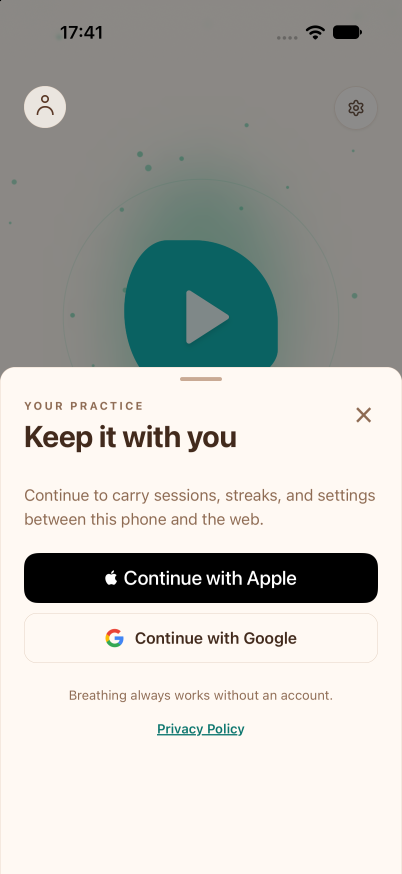 17:41
YOUR PRACTICE
Keep it with you
Continue to carry sessions, streaks, and settings
between this phone and the web.
Continue with Apple
Continue with Google
Breathing always works without an account.
Privacy Policy